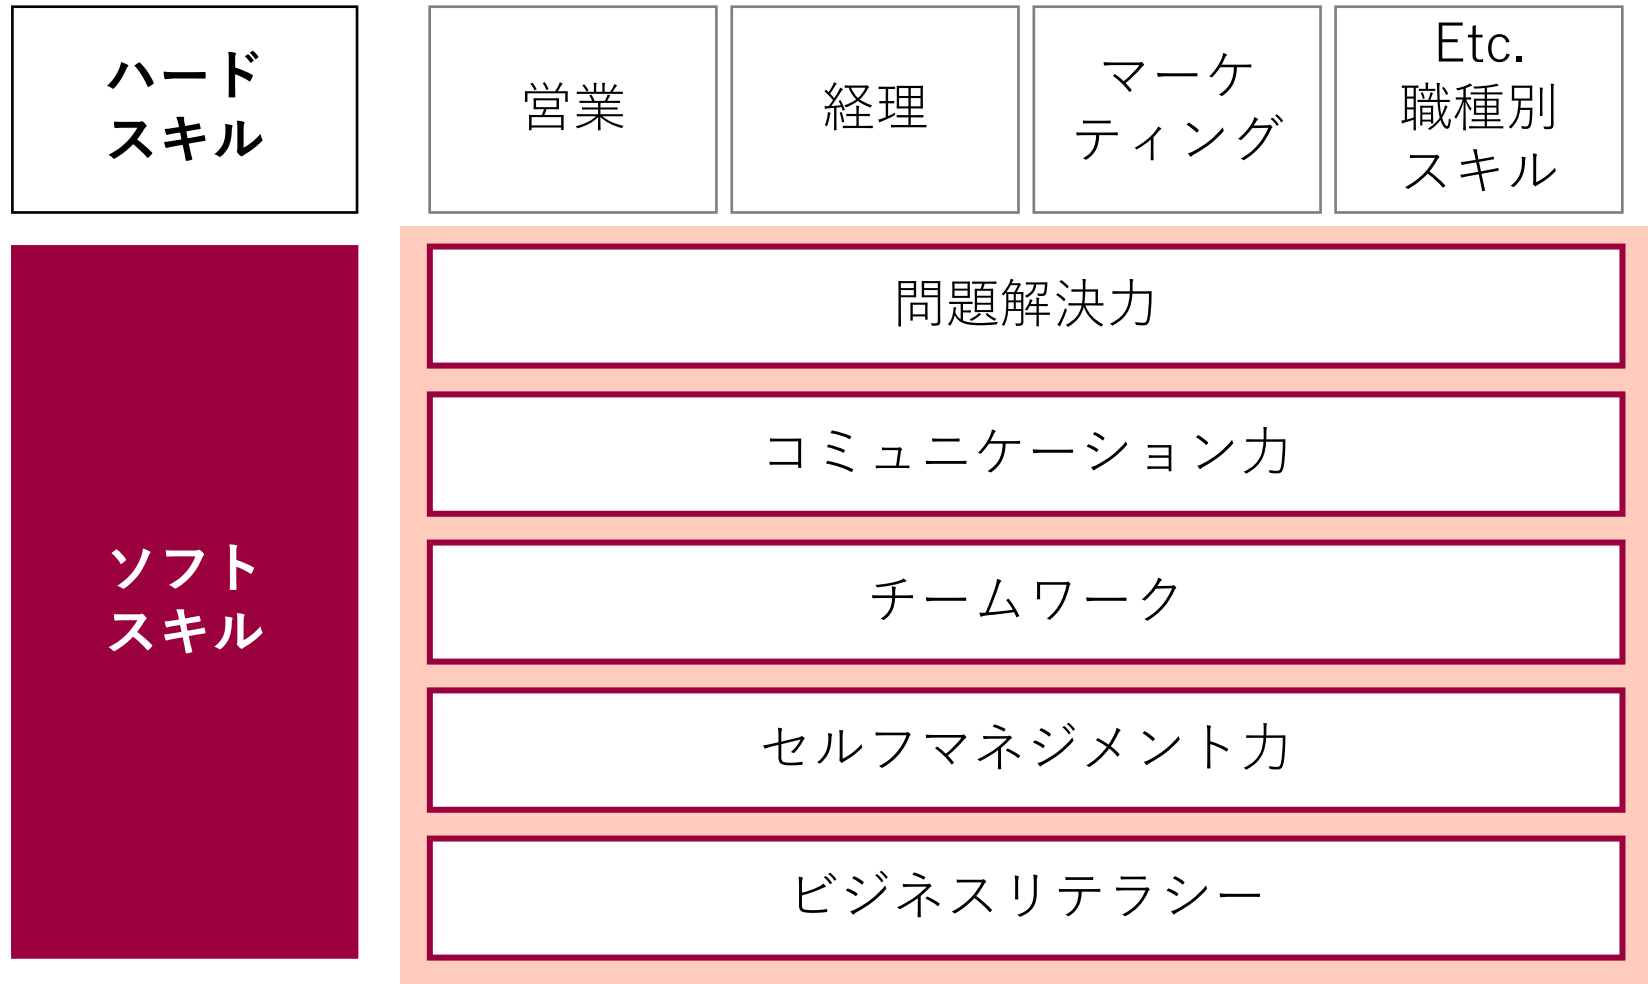 ハード
スキル
営業
経理
マーケ
ティング
Etc.
職種別
スキル
ソフト
スキル
問題解決力
コミュニケーション力
チームワーク
セルフマネジメント力
ビジネスリテラシー